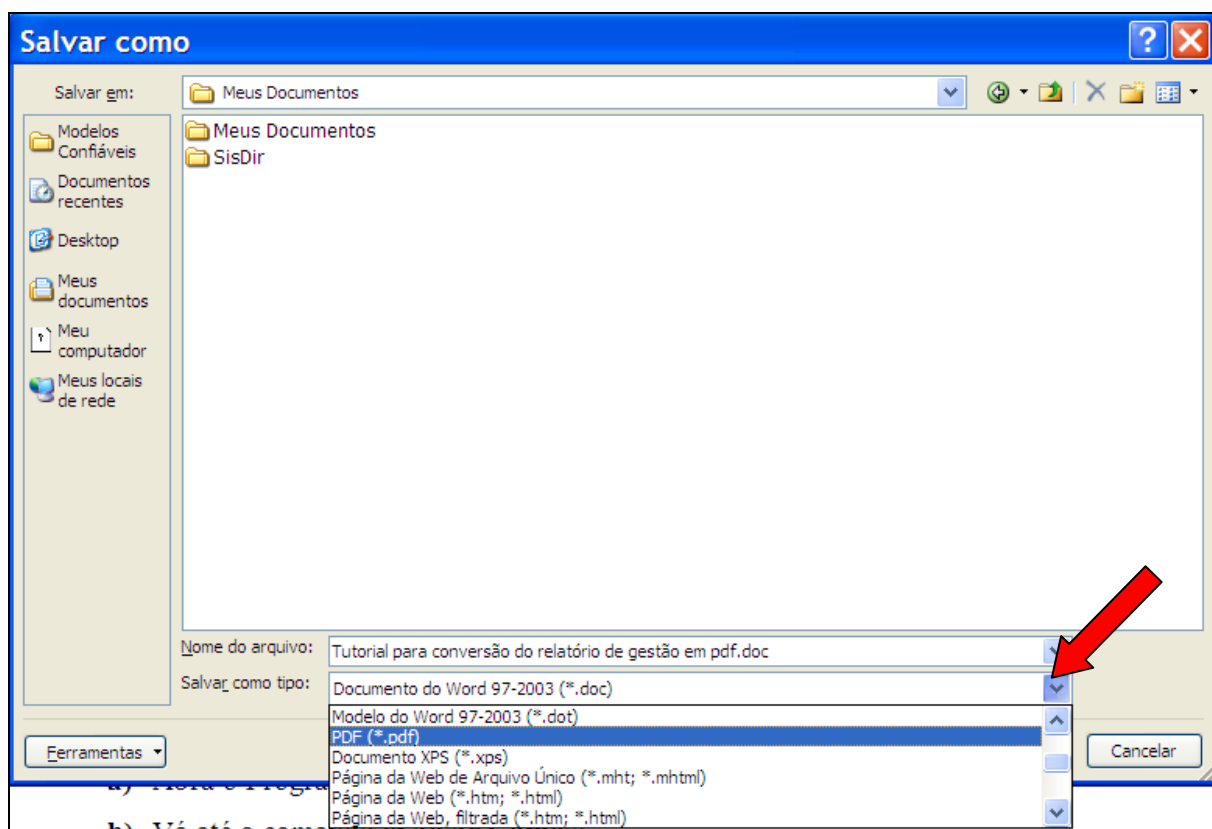 Salvar como
Salvar em:
Meus Documentos
Modelos
Confiáveis
Documentos
recentes
Desktop
Meus
documentos
Meu
computador
Meus locais
de rede
Meus Documentos
SisDir
Nome do arquivo:
Tutorial para conversão do relatório de gestão em pdf.doc
Salvar como tipo:
Documento do Word 97-2003 (*.doc)
Modelo do Word 97-2003 (*.dot)
PDF (*.pdf)
Documento XPS (*.xps)
Página da Web de Arquivo Único (*.mht; *.mhtml)
Página da Web (*.htm; *.html)
Página da Web, filtrada (*.htm; *.html)
Ferramentas
Cancelar
a)
b) Vá até o